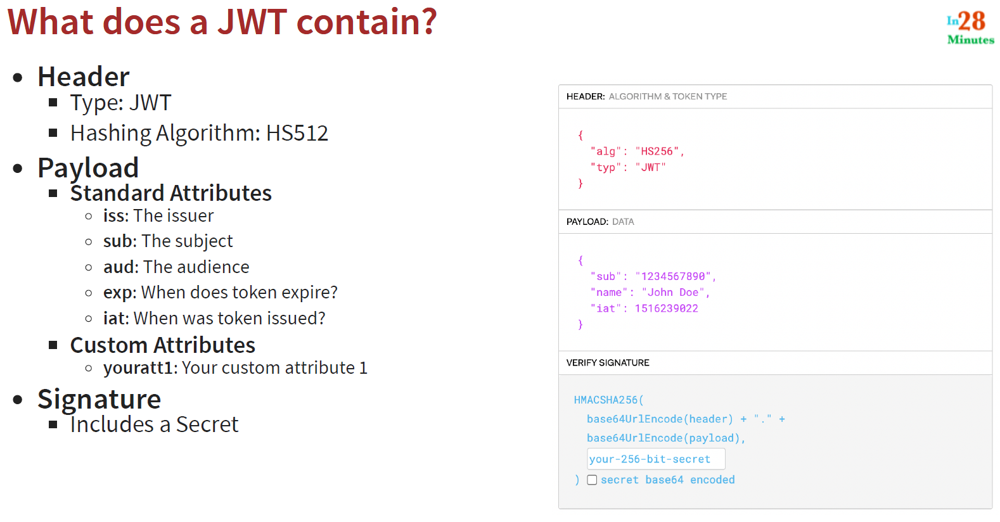 What does a JWT contain?
In28
Minutes
• Header
▪ Type: JWT
▪ Hashing Algorithm: HS512
• Payload
▪ Standard Attributes
◦ iss: The issuer
◦ sub: The subject
◦ aud: The audience
◦ exp: When does token expire?
◦ iat: When was token issued?
▪ Custom Attributes
◦ youratt1: Your custom attribute 1
• Signature
▪ Includes a Secret
HEADER: ALGORITHM & TOKEN TYPE
{
"alg": "HS256",
"typ": "JWT"
}
PAYLOAD: DATA
{
"sub": "1234567890",
"name": "John Doe",
"iat": 1516239022
}
VERIFY SIGNATURE
HMACSHA256(
base64UrlEncode(header) + "." +
base64UrlEncode(payload),
your-256-bit-secret
) secret base64 encoded